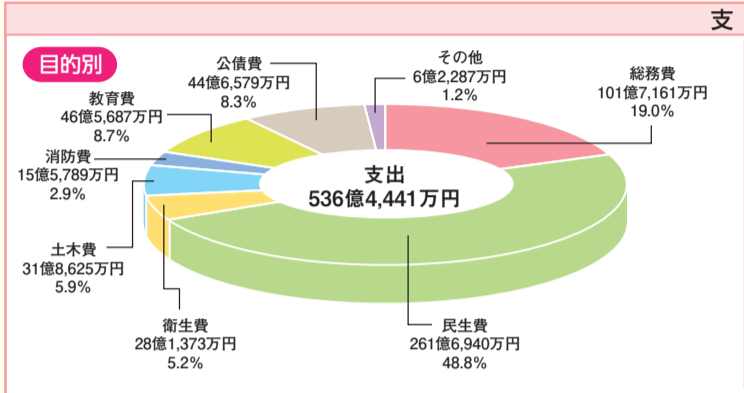 支
目的別
公債費
44億6,579万円
8.3%
その他
6億2,287万円
1.2%
総務費
101億7,161万円
19.0%
教育費
46億5,687万円
8.7%
消防費
15億5,789万円
2.9%
支出
536億4,441万円
土木費
31億8,625万円
5.9%
衛生費
28億1,373万円
5.2%
民生費
261億6,940万円
48.8%